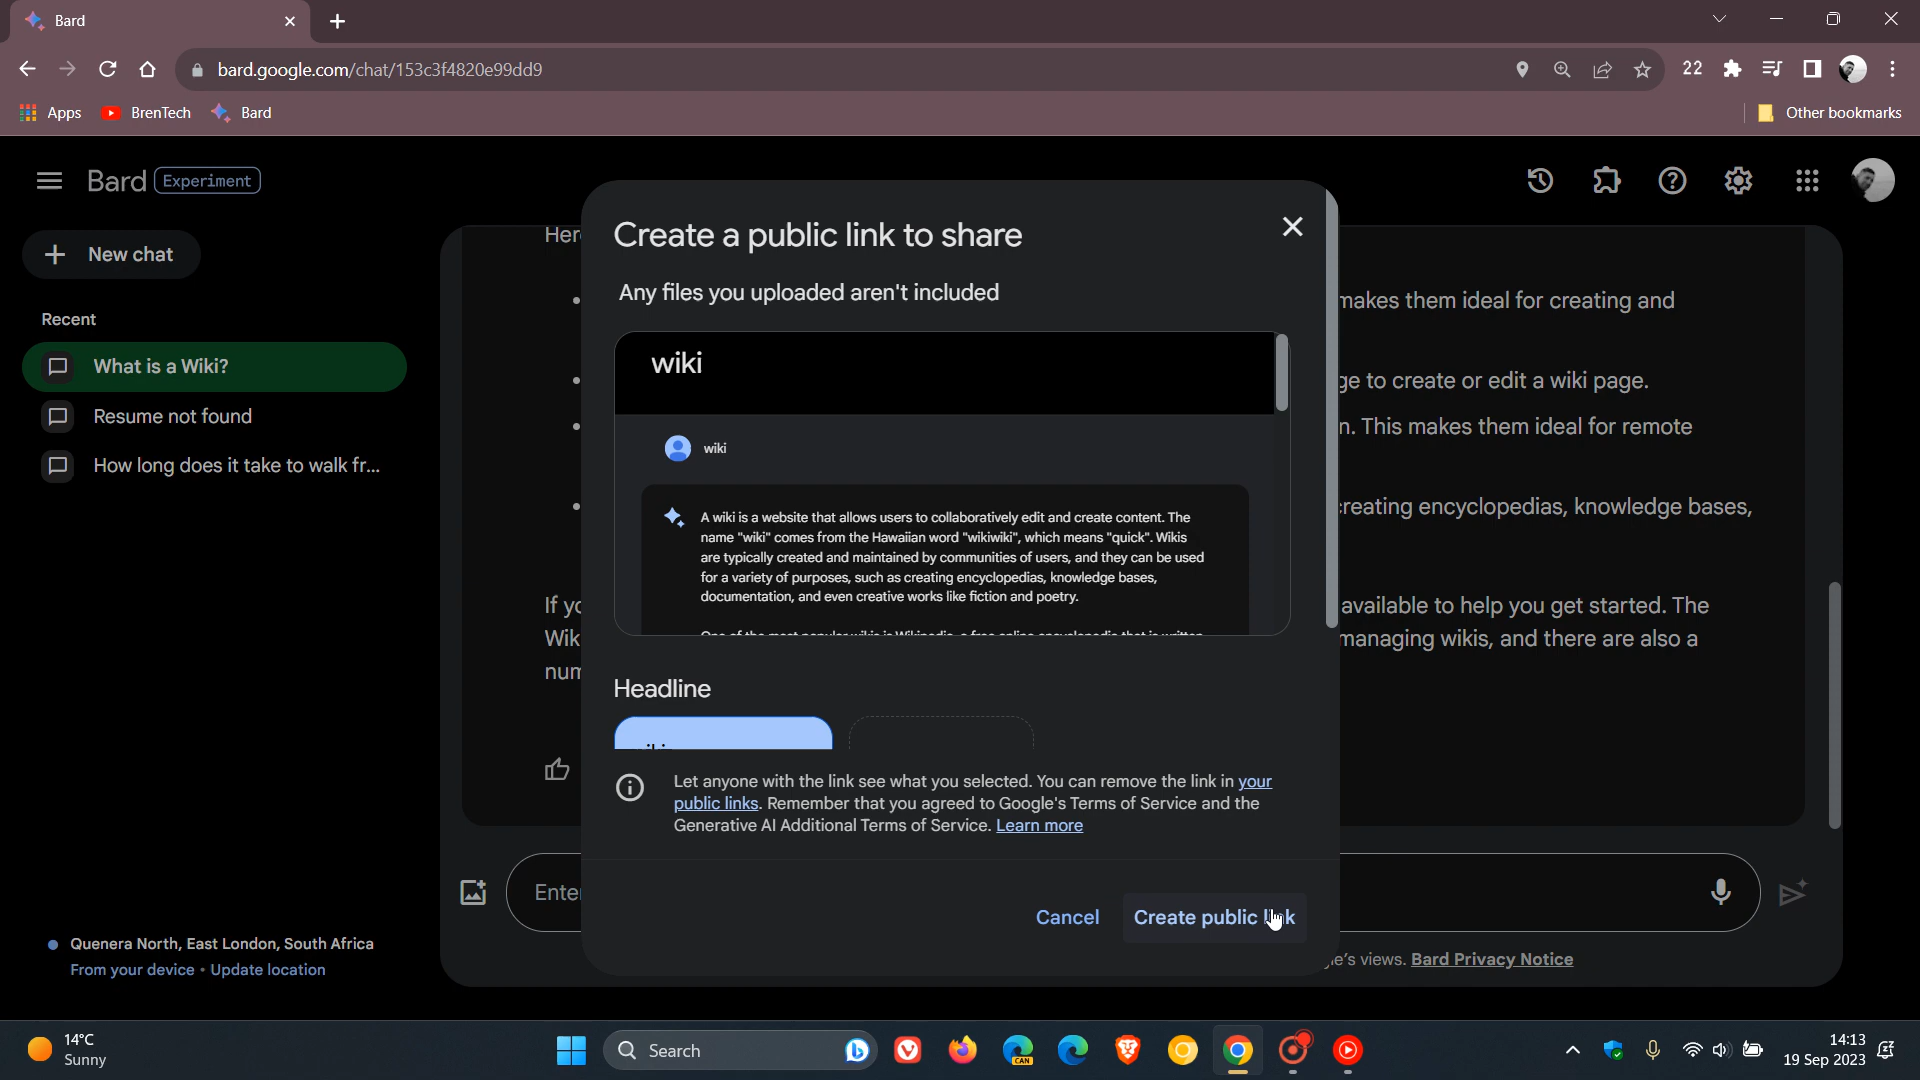 Bard
bard.google.com/chat/153c3f4820e99dd9
22
Apps
BrenTech
Bard
Other bookmarks
Bard Experiment
New chat
Recent
What is a Wiki?
Resume not found
How long does it take to walk fr...
Quenera North, East London, South Africa
From your device • Update location
Create a public link to share
Any files you uploaded aren't included
wiki
wiki
A wiki is a website that allows users to collaboratively edit and create content. The
name "wiki" comes from the Hawaiian word "wikiwiki", which means "quick". Wikis
are typically created and maintained by communities of users, and they can be used
for a variety of purposes, such as creating encyclopedias, knowledge bases,
documentation, and even creative works like fiction and poetry.
Headline
Let anyone with the link see what you selected. You can remove the link in your
public links. Remember that you agreed to Google's Terms of Service and the
Generative AI Additional Terms of Service. Learn more
Cancel
Create public
makes them ideal for creating and
to create or edit a wiki page.
This makes them ideal for remote
creating encyclopedias, knowledge bases,
available to help you get started. The
managing wikis, and there are also a
views. Bard Privacy Notice
14°C
Sunny
Search
CAN
14:13
19 Sep 2023